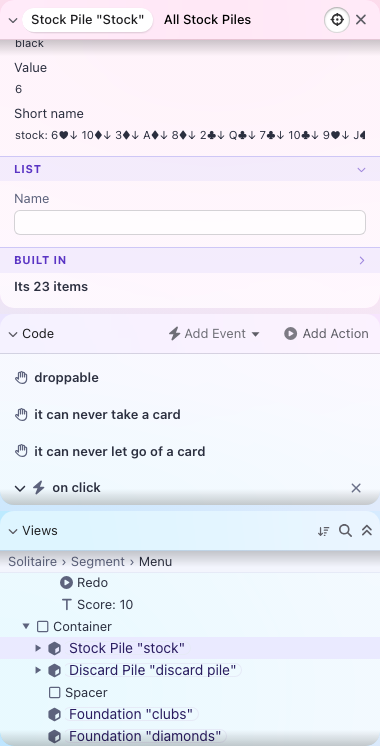 Stock Pile "Stock" All Stock Piles
black
Value
6
Short name
stock: 6♥↓ 10♦↓ 3♦↓ A♦↓ 8♦↓ 2♣↓ Q♣↓ 7♣↓ 10♣↓ 9♥↓
LIST
Name
BUILT IN
Its 23 items
Code Add Event Add Action
droppable
it can never take a card
it can never let go of a card
on click
Views
Solitaire › Segment › Menu
Redo
Score: 10
Container
Stock Pile "stock"
Discard Pile "discard pile"
Spacer
Foundation "clubs"
Foundation "diamonds"